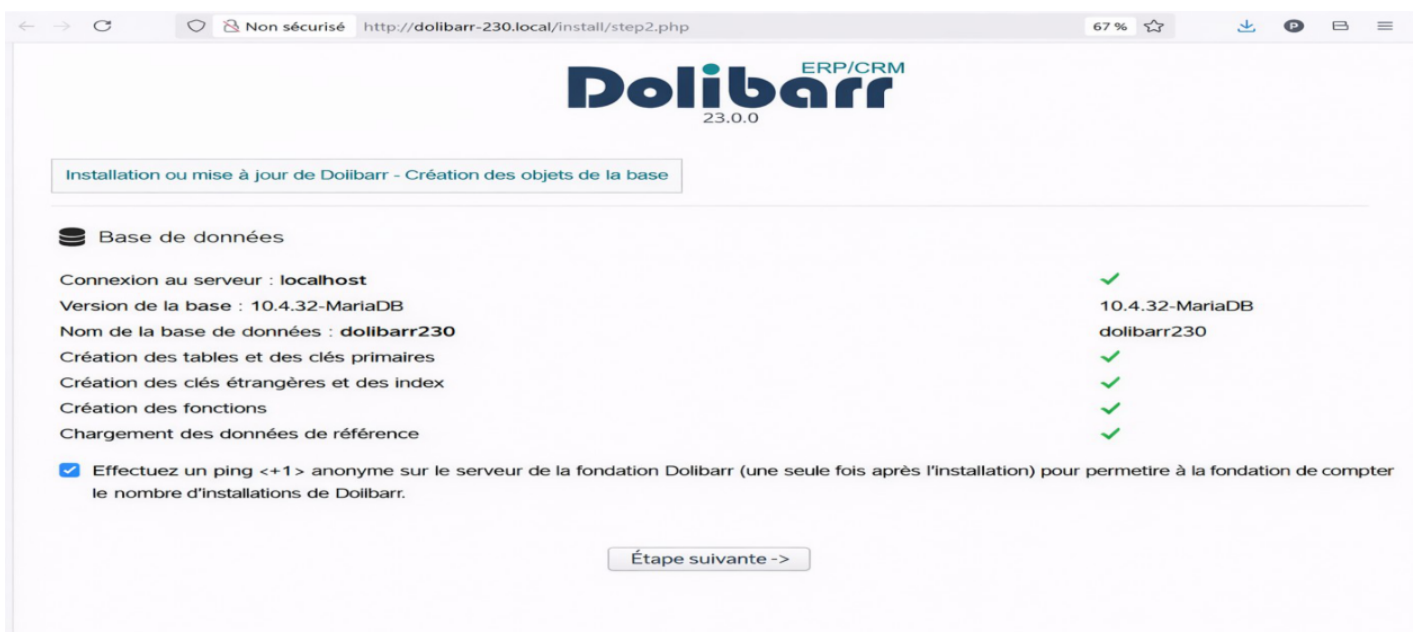 Non sécurisé http://dolibarr-230.local/install/step2.php 67 %
P
Dolibarr ERP/CRM
23.0.0
Installation ou mise à jour de Doiibarr - Création des objets de la base
Base de données
Connexion au serveur : localhost
Version de la base : 10.4.32-MariaDB 10.4.32-MariaDB
Nom de la base de données : dolibarr230 dolibarr230
Création des tables et des clés primaires
Création des clés étrangères et des index
Création des fonctions
Chargement des données de référence
Effectuez un ping <+1> anonyme sur le serveur de la fondation Dolibarr (une seule fois après l'installation) pour permetire à la fondation de compter
le nombre d'installations de Doilbarr.
Étape suivante ->